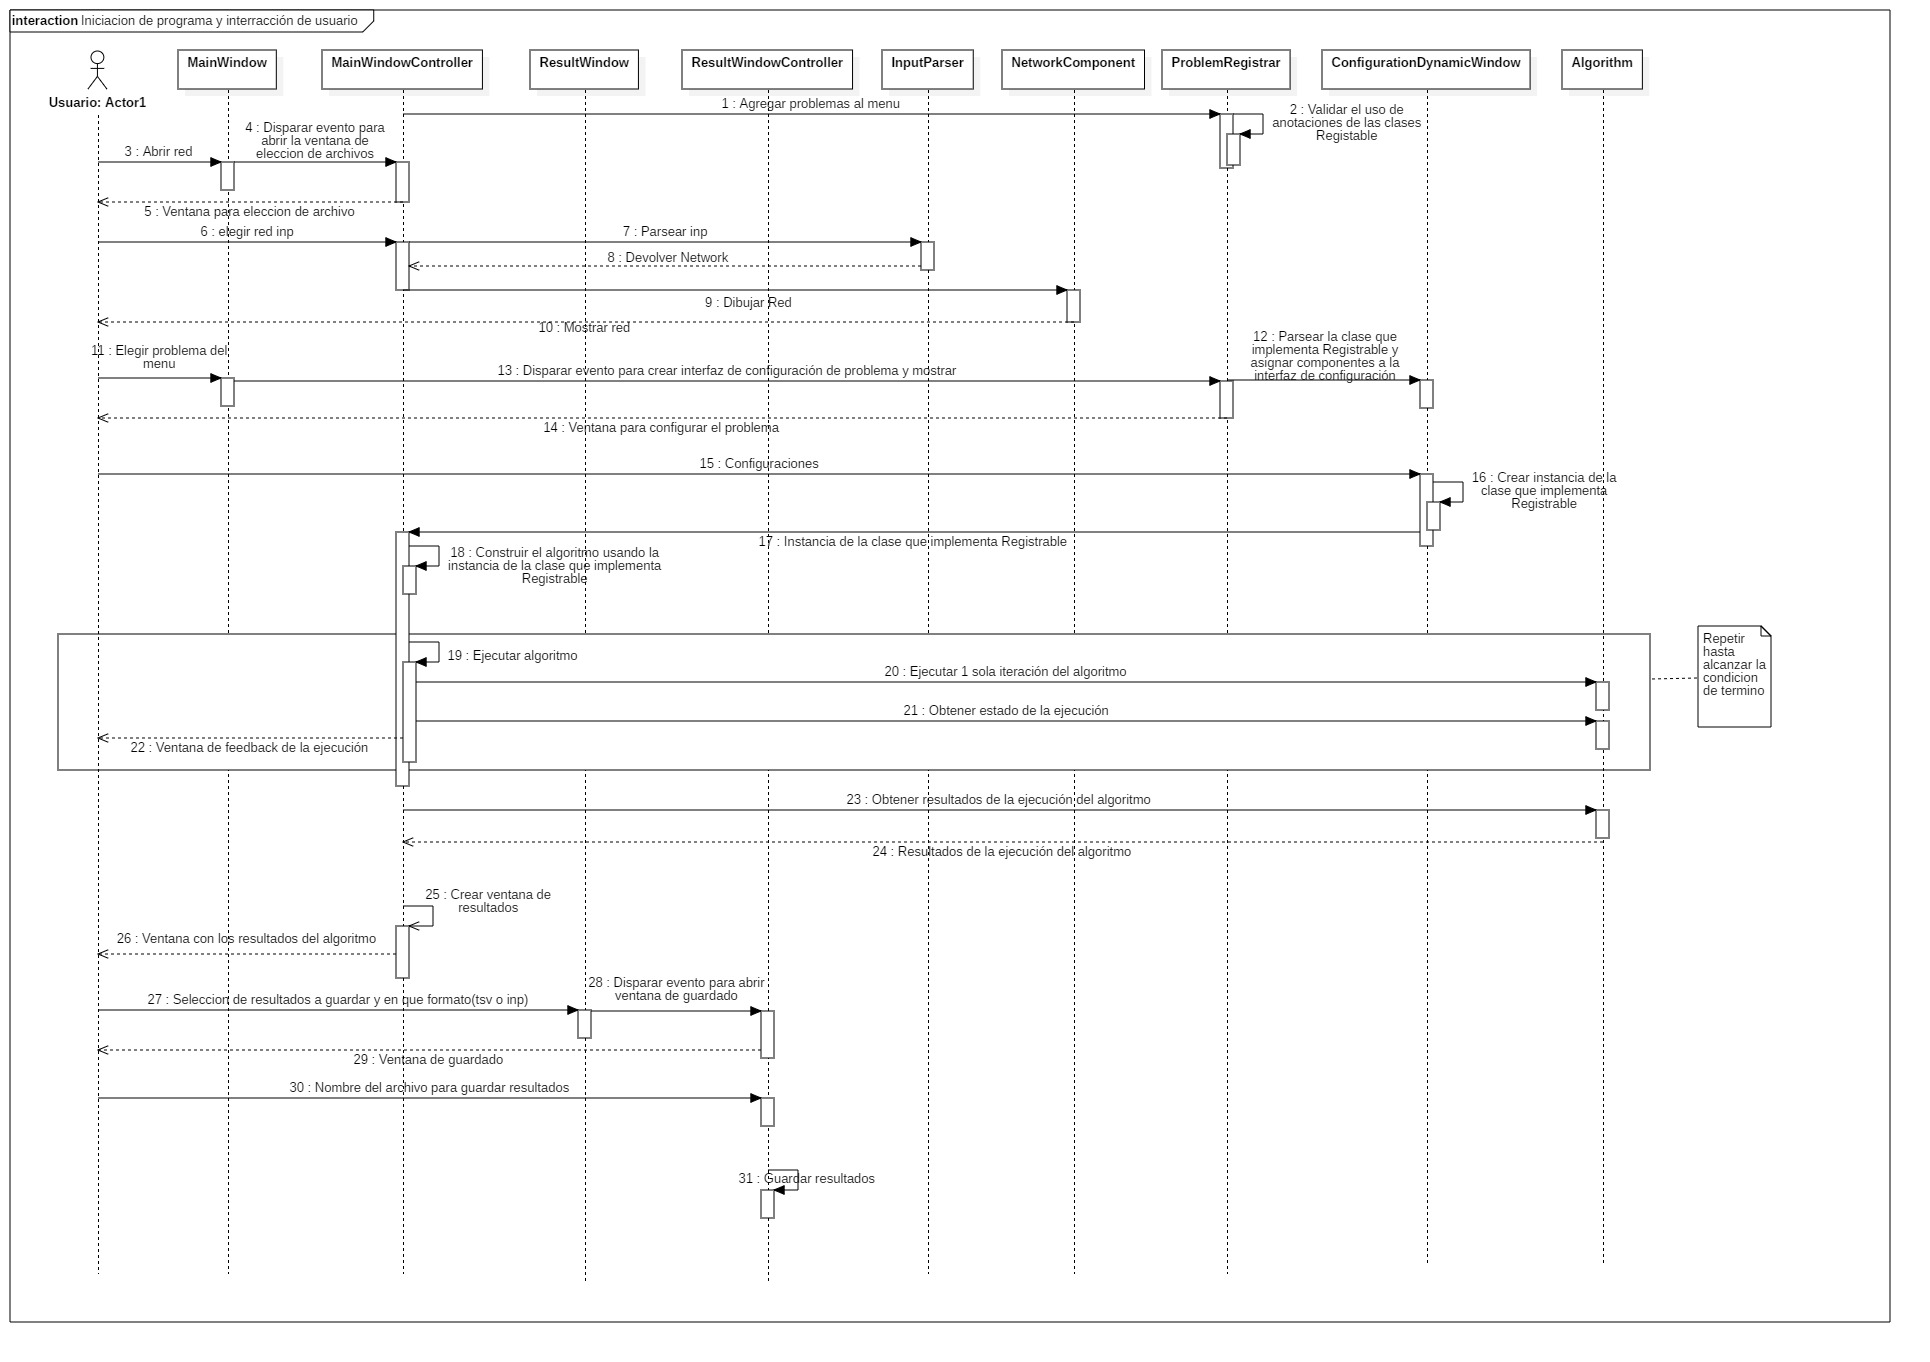 interaction Iniciacion de programa y interracción de usuario
Usuario: Actor1
MainWindow
MainWindowController
ResultWindow
ResultWindowController
InputParser
NetworkComponent
ProblemRegistrar
ConfigurationDynamicWindow
Algorithm
1 : Agregar problemas al menu
2 : Validar el uso de
anotaciones de las clases
Registable
3 : Abrir red
4 : Disparar evento para
abrir la ventana de
eleccion de archivos
5 : Ventana para eleccion de archivo
6 : elegir red inp
7 : Parsear inp
8 : Devolver Network
9 : Dibujar Red
10 : Mostrar red
11 : Elegir problema del
menu
12 : Parsear la clase que
implementa Registrable y
asignar componentes a la
interfaz de configuración
13 : Disparar evento para crear interfaz de configuración de problema y mostrar
14 : Ventana para configurar el problema
15 : Configuraciones
16 : Crear instancia de la
clase que implementa
Registrable
17 : Instancia de la clase que implementa Registrable
18 : Construir el algoritmo usando la
instancia de la clase que implementa
Registrable
19 : Ejecutar algoritmo
20 : Ejecutar 1 sola iteración del algoritmo
21 : Obtener estado de la ejecución
22 : Ventana de feedback de la ejecución
Repetir
hasta
alcanzar la
condicion
de termino
23 : Obtener resultados de la ejecución del algoritmo
24 : Resultados de la ejecución del algoritmo
25 : Crear ventana de
resultados
26 : Ventana con los resultados del algoritmo
27 : Seleccion de resultados a guardar y en que formato(tsv o inp)
28 : Disparar evento para abrir
ventana de guardado
29 : Ventana de guardado
30 : Nombre del archivo para guardar resultados
31 : Guardar resultados